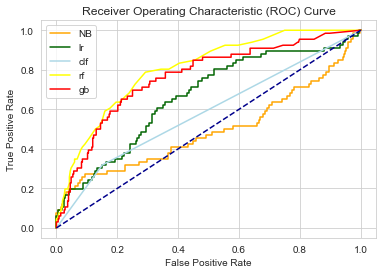 Receiver Operating Characteristic (ROC) Curve
NB
lr
clf
rf
gb
True Positive Rate
1.0
0.8
0.6
0.4
0.2
0.0
0.0 0.2 0.4 0.6 0.8 1.0
False Positive Rate